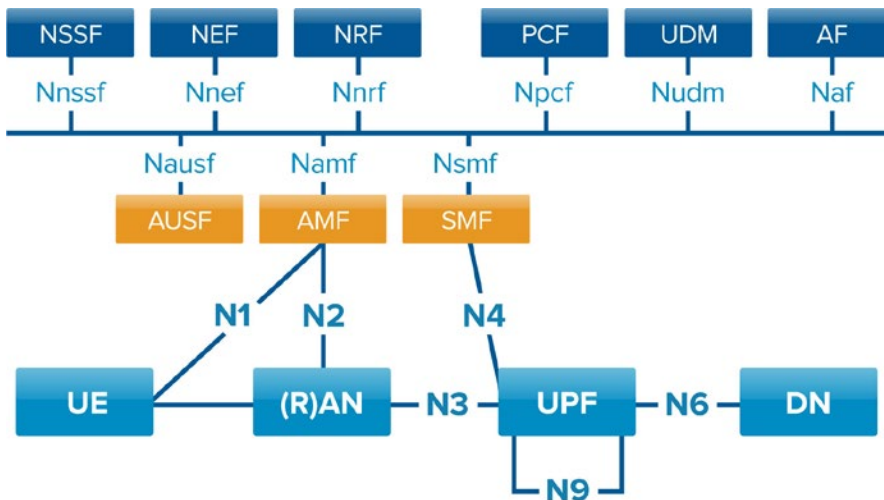 NSSF NEF NRF PCF UDM AF
Nnssf Nnef Nnrf Npcf Nudm Naf
Nausf Namf Nsmf
AUSF AMF SMF
N1 N2 N4
UE (R)AN N3 UPF N6 DN
N9